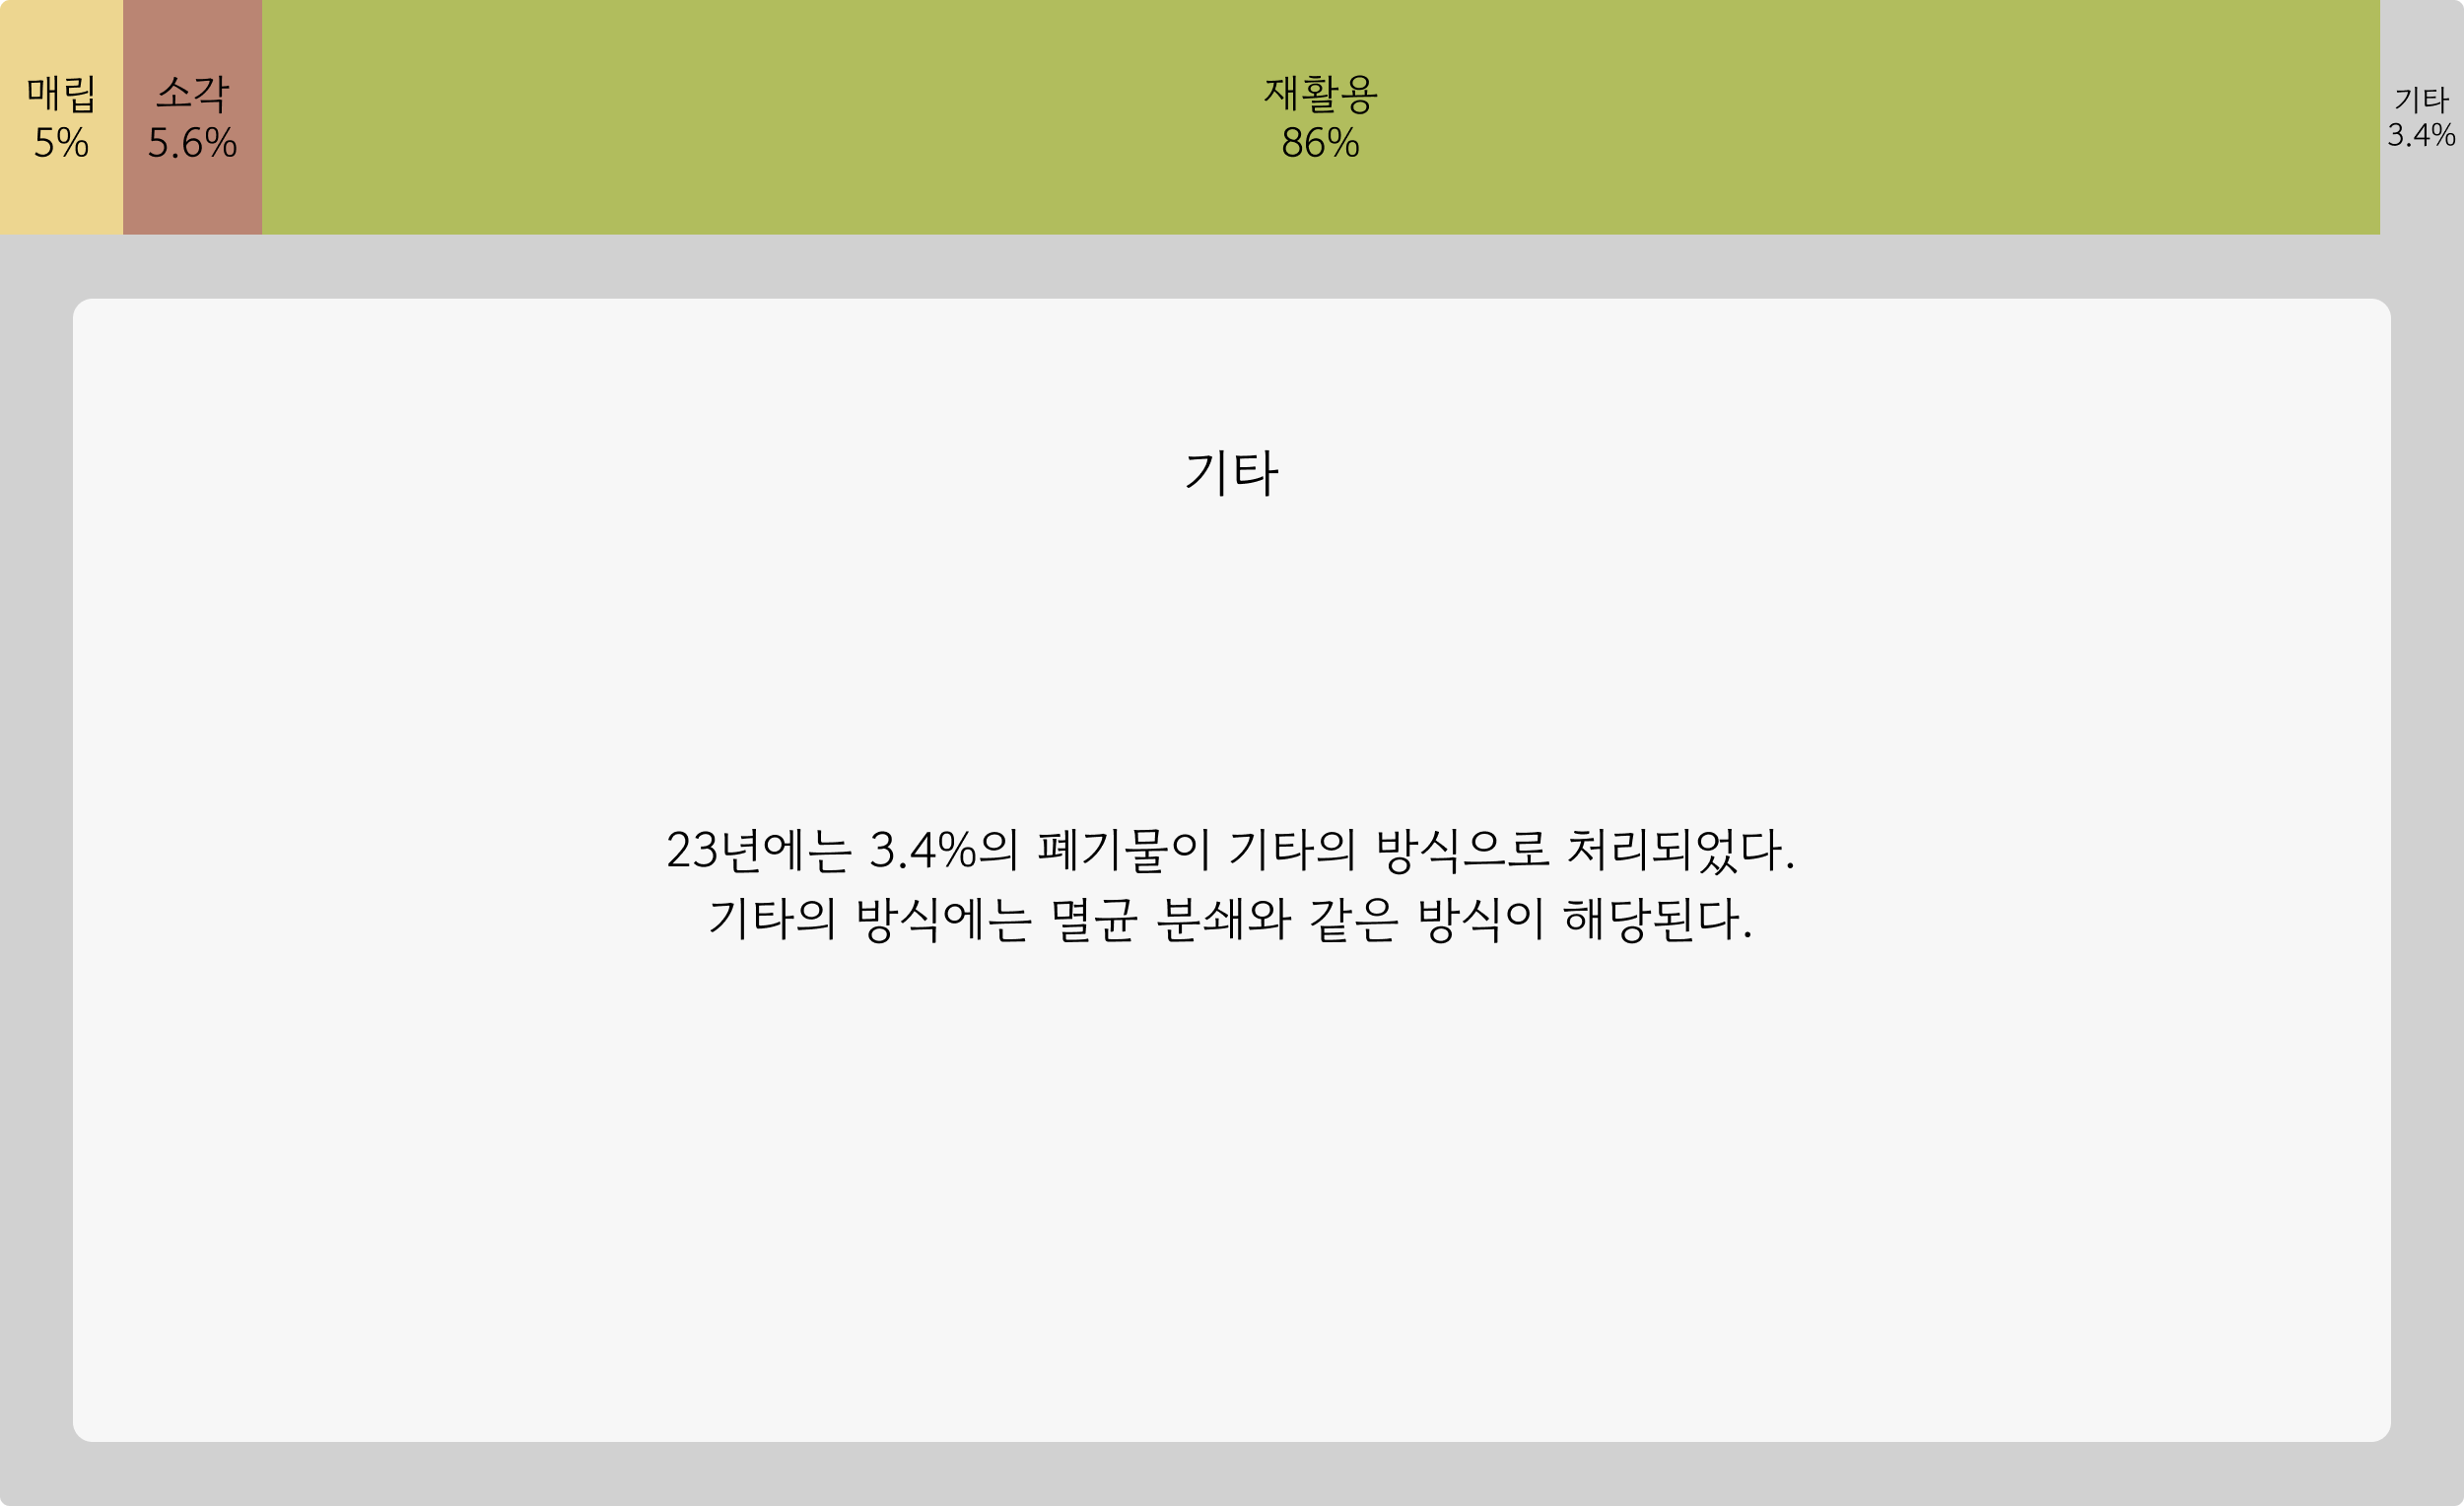 매립
5%
소각
5.6%
재활용
86%
기타
3.4%
기타
23년에는 3.4%의 폐기물이 기타의 방식으로 처리되었다.
기타의 방식에는 멸균 분쇄와 같은 방식이 해당된다.